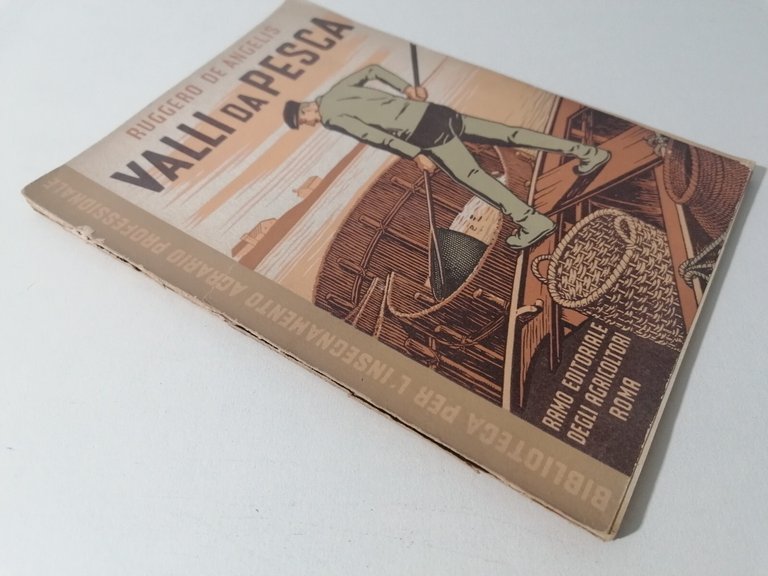 RUGGERO DE ANGELIS
VALLI DA PESCA
RAMO EDITORIALE
DEGLI AGRICOLTORI
ROMA
BIBLIOTECA PER L'INSEGNAMENTO AGRARIO PROFESSIONALE